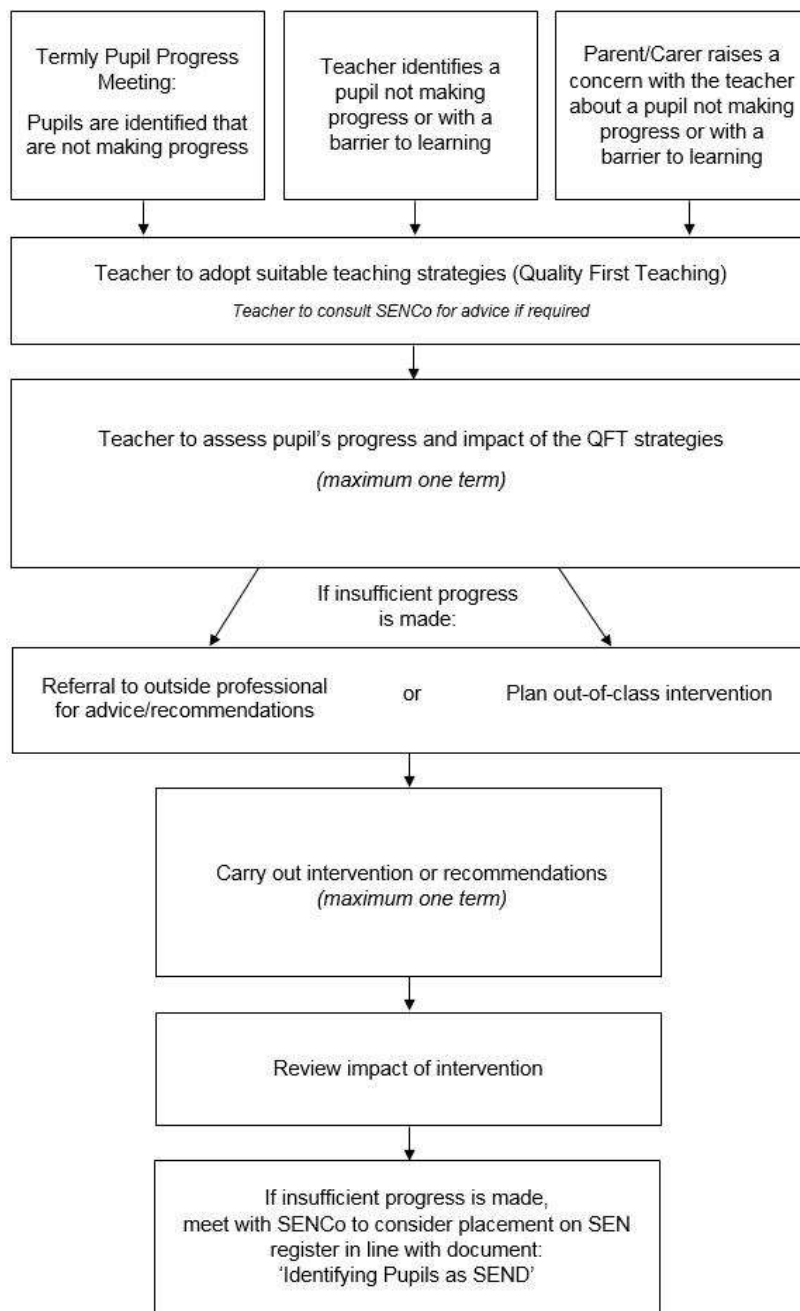 Termly Pupil Progress
Meeting:
Pupils are identified that
are not making progress
Teacher identifies a
pupil not making
progress or with a
barrier to learning
Parent/Carer raises a
concern with the teacher
about a pupil not making
progress or with a
barrier to learning
Teacher to adopt suitable teaching strategies (Quality First Teaching)
Teacher to consult SENCo for advice if required
Teacher to assess pupil's progress and impact of the QFT strategies
(maximum one term)
If insufficient progress
is made:
Referral to outside professional
for advice/recommendations
or
Plan out-of-class intervention
Carry out intervention or recommendations
(maximum one term)
Review impact of intervention
If insufficient progress is made,
meet with SENCo to consider placement on SEN
register in line with document:
‘Identifying Pupils as SEND’